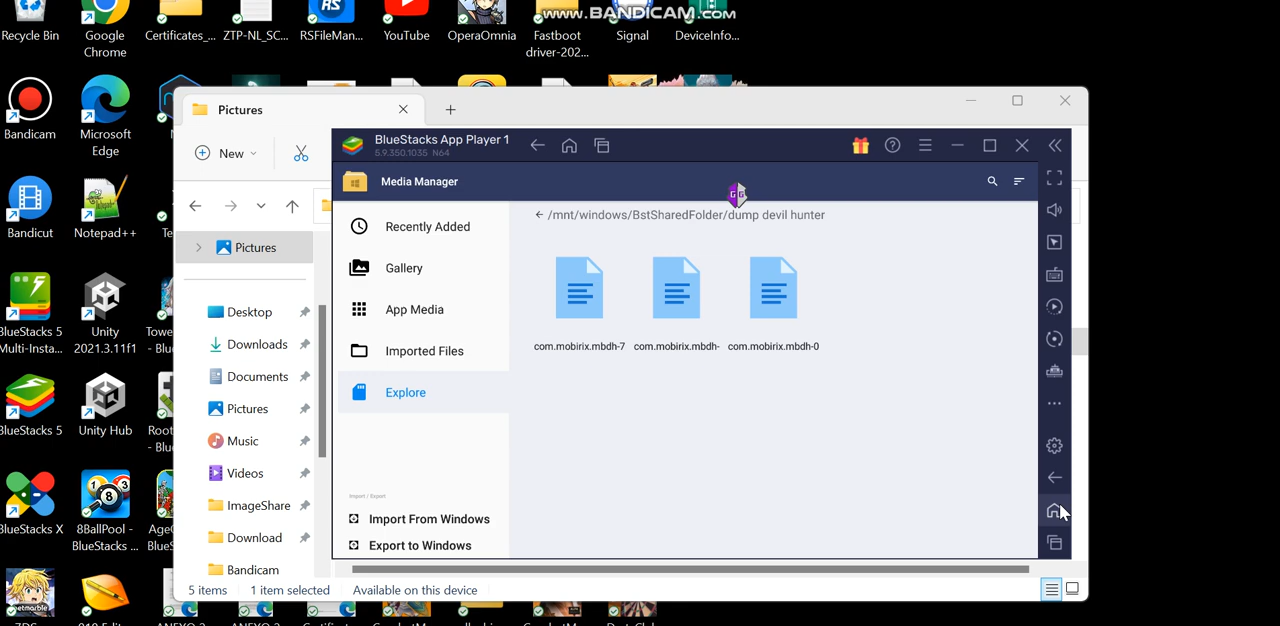 www.BANDICAM.com
Recycle Bin
Google
Chrome
Certificates_...
ZTP-NL_SC...
RSFileMan...
YouTube
OperaOmnia
Fastboot
driver-202...
Signal
DeviceInfo...
Bandicam
Microsoft
Edge
Bandicut
Notepad++
BlueStacks 5
Multi-Insta...
Unity
2021.3.11f1
BlueStacks 5
Unity Hub
BlueStacks X
8BallPool -
BlueStacks ...
Pictures
New
Pictures
Desktop
Downloads
Documents
Pictures
Music
Videos
ImageShare
Download
Bandicam
5 items
1 item selected
Available on this device
BlueStacks App Player 1
5.9.350.1035 N64
Media Manager
Recently Added
Gallery
App Media
Imported Files
Explore
Import / Export
Import From Windows
Export to Windows
/mnt/windows/BstSharedFolder/dump devil hunter
com.mobirix.mbdh-7
com.mobirix.mbdh-
com.mobirix.mbdh-0